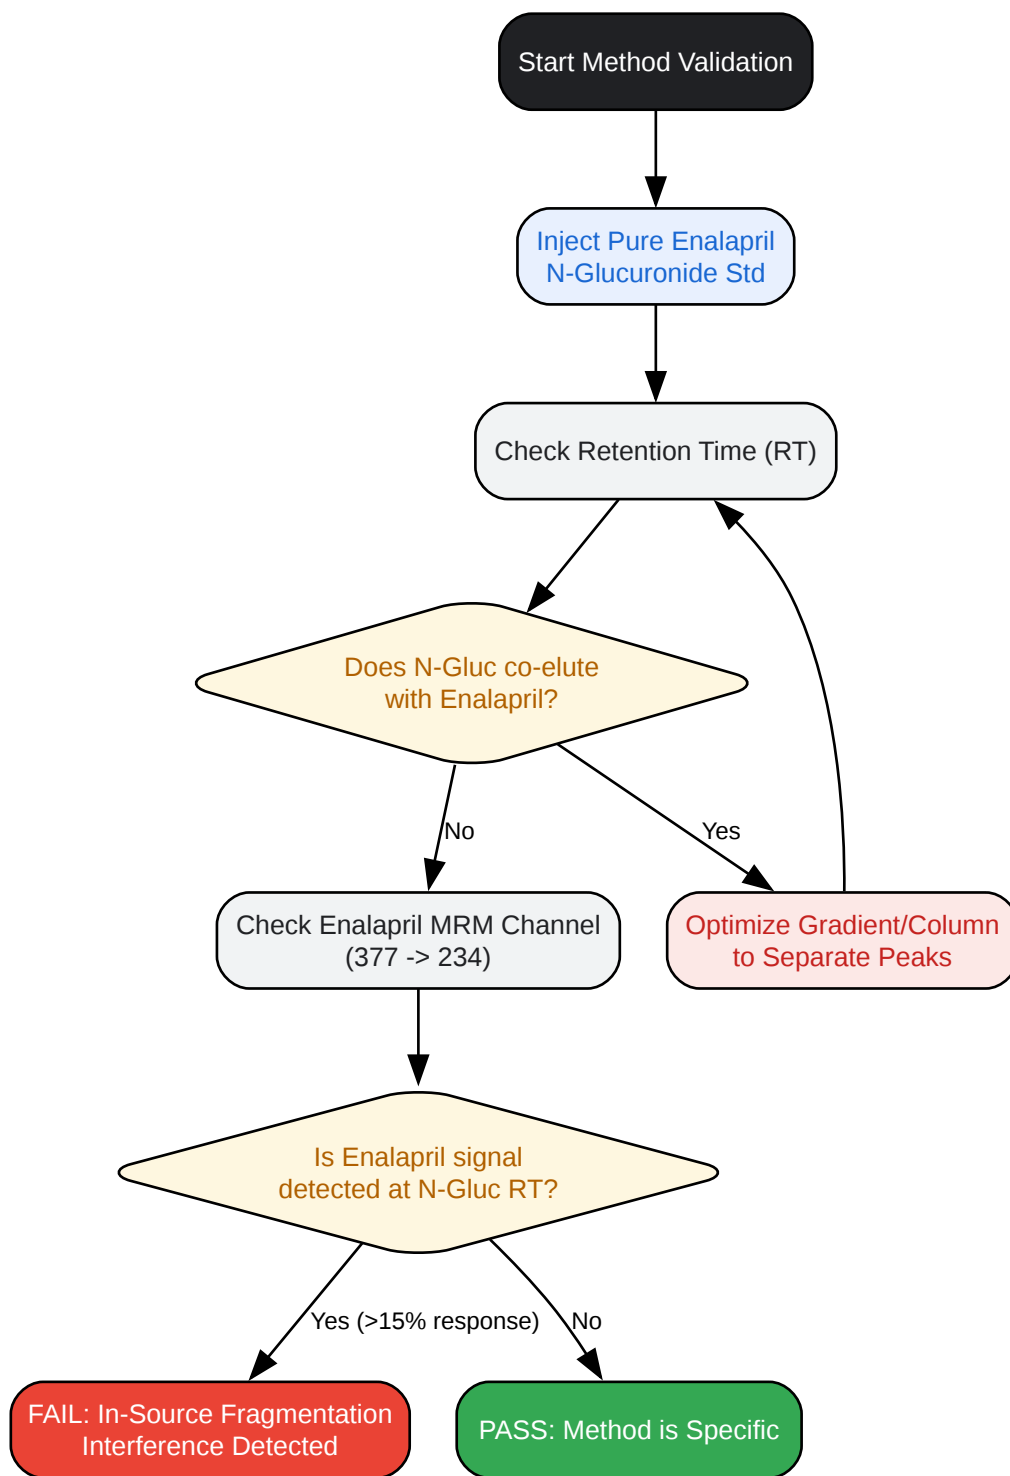 Start Method Validation
Inject Pure Enalapril
N-Glucuronide Std
Check Retention Time (RT)
Does N-Gluc co-elute
with Enalapril?
No
Yes
Check Enalapril MRM Channel
(377 -> 234)
Optimize Gradient/Column
to Separate Peaks
Is Enalapril signal
detected at N-Gluc RT?
Yes (>15% response)
No
FAIL: In-Source Fragmentation
Interference Detected
PASS: Method is Specific